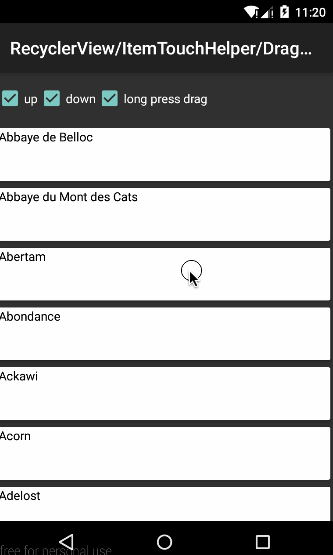 11:20
RecyclerView/ItemTouchHelper/Drag...
up down long press drag
Abbaye de Belloc
Abbaye du Mont des Cats
Abertam
Abondance
Ackawi
Acorn
Adelost
free for personal use